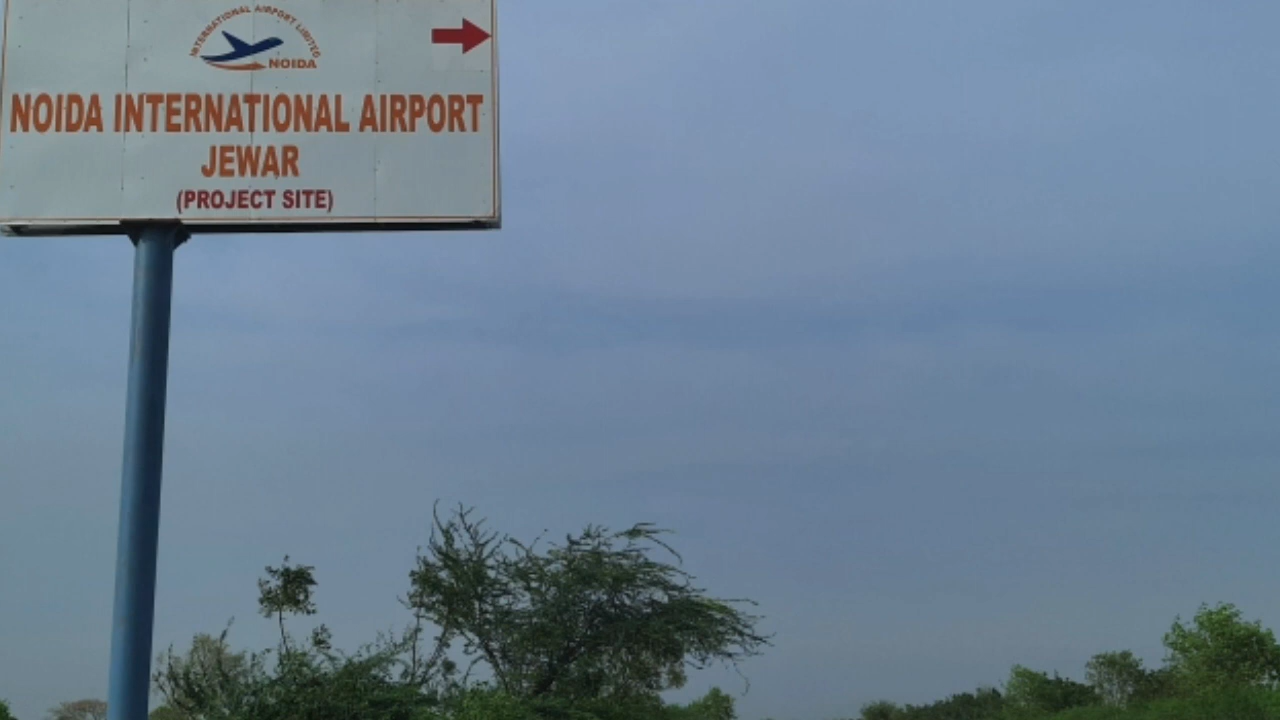 INTERNATIONAL AIRPORT LIMITED
NOIDA
NOIDA INTERNATIONAL AIRPORT
JEWAR
(PROJECT SITE)